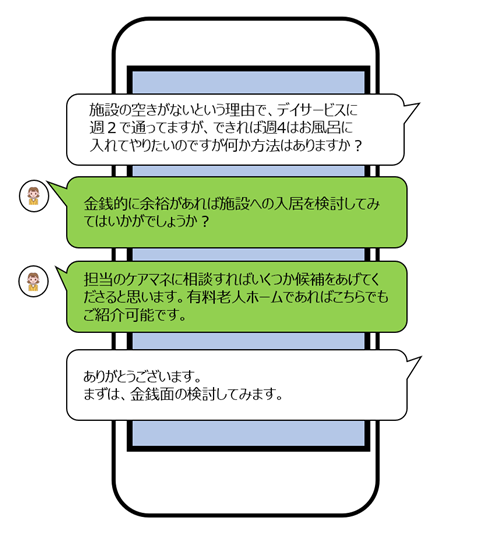 施設の空きがないという理由で、デイサービスに
週２で通ってますが、できれば週4はお風呂に
入れてやりたいのですが何か方法はありますか？
金銭的に余裕があれば施設への入居を検討してみ
てはいかがでしょうか？
担当のケアマネに相談すればいくつか候補をあげてく
ださると思います。有料老人ホームであればこちらでも
ご紹介可能です。
ありがとうございます。
まずは、金銭面の検討してみます。